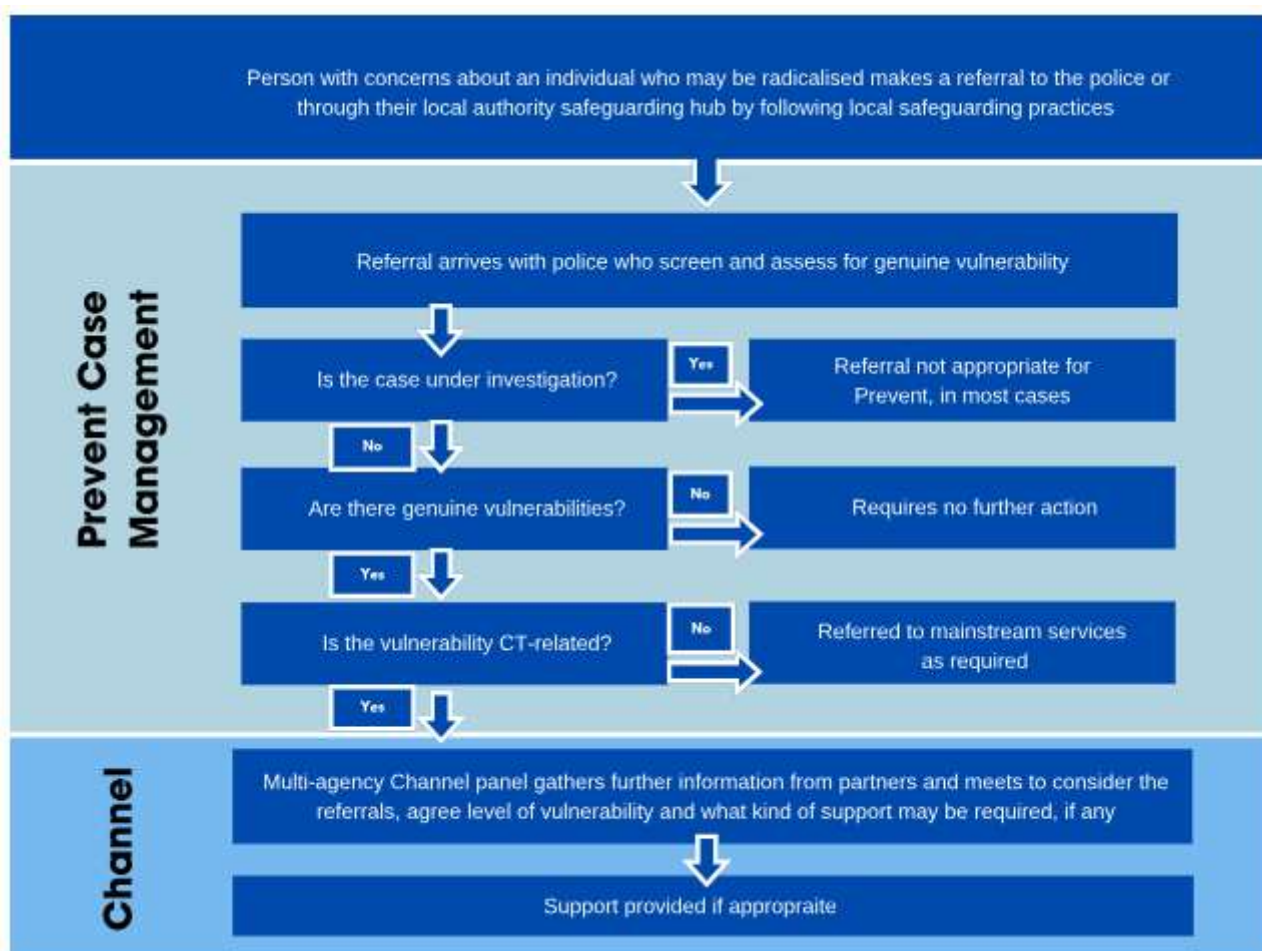 Person with concerns about an individual who may be radicalised makes a referral to the police or
through their local authority safeguarding hub by following local safeguarding practices
Prevent Case
Management
Referral arrives with police who screen and assess for genuine vulnerability
Is the case under investigation?
Yes
Referral not appropriate for
Prevent, in most cases
No
Are there genuine vulnerabilities?
No
Requires no further action
Yes
Is the vulnerability CT-related?
No
Referred to mainstream services
as required
Yes
Channel
Multi-agency Channel panel gathers further information from partners and meets to consider the
referrals, agree level of vulnerability and what kind of support may be required, if any
Support provided if appropraite